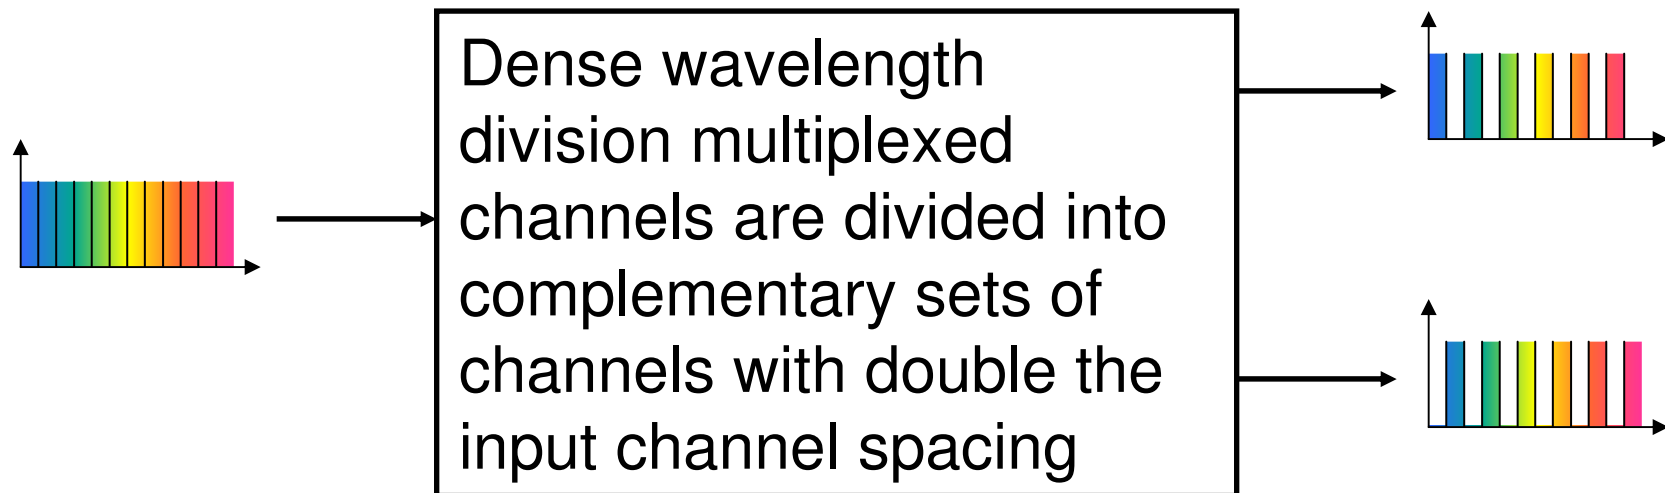 Dense wavelength
division multiplexed
channels are divided into
complementary sets of
channels with double the
input channel spacing